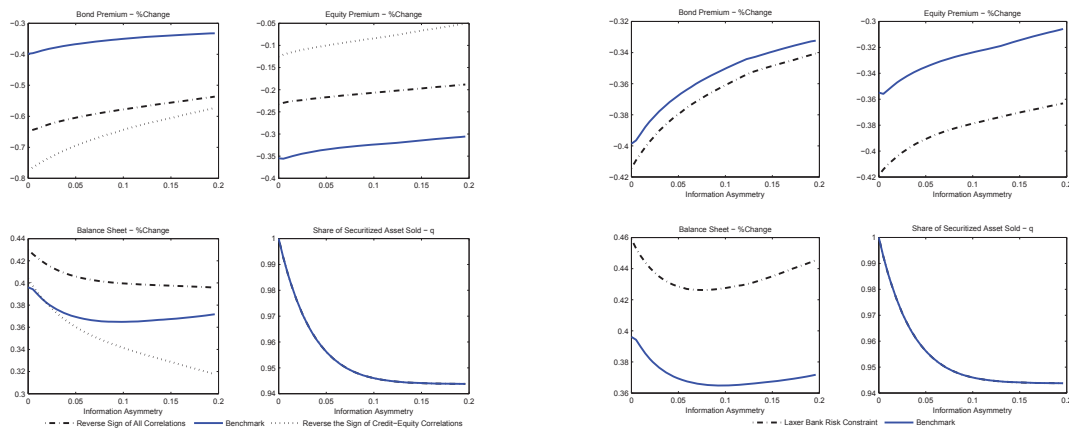 Bond Premium − %Change
Equity Premium − %Change
−0.3
−0.4
−0.5
−0.6
−0.7
−0.8
0 0.05 0.1 0.15 0.2
−0.05
−0.1
−0.15
−0.2
−0.25
−0.3
−0.35
−0.4
0 0.05 0.1 0.15 0.2
Information Asymmetry
Balance Sheet − %Change
Share of Securitized Asset Sold − q
0.44
0.42
0.4
0.38
0.36
0.34
0.32
0.3
0 0.05 0.1 0.15 0.2
Information Asymmetry
1
0.99
0.98
0.97
0.96
0.95
0.94
0 0.05 0.1 0.15 0.2
Reverse Sign of All Correlations
Benchmark
Reverse the Sign of Credit−Equity Correlations
Bond Premium − %Change
Equity Premium − %Change
−0.32
−0.34
−0.36
−0.38
−0.4
−0.42
0 0.05 0.1 0.15 0.2
−0.3
−0.32
−0.34
−0.36
−0.38
−0.4
−0.42
0 0.05 0.1 0.15 0.2
Information Asymmetry
Balance Sheet − %Change
Share of Securitized Asset Sold − q
0.46
0.44
0.42
0.4
0.38
0.36
0 0.05 0.1 0.15 0.2
Information Asymmetry
1
0.99
0.98
0.97
0.96
0.95
0.94
0 0.05 0.1 0.15 0.2
Laxer Bank Risk Constraint
Benchmark